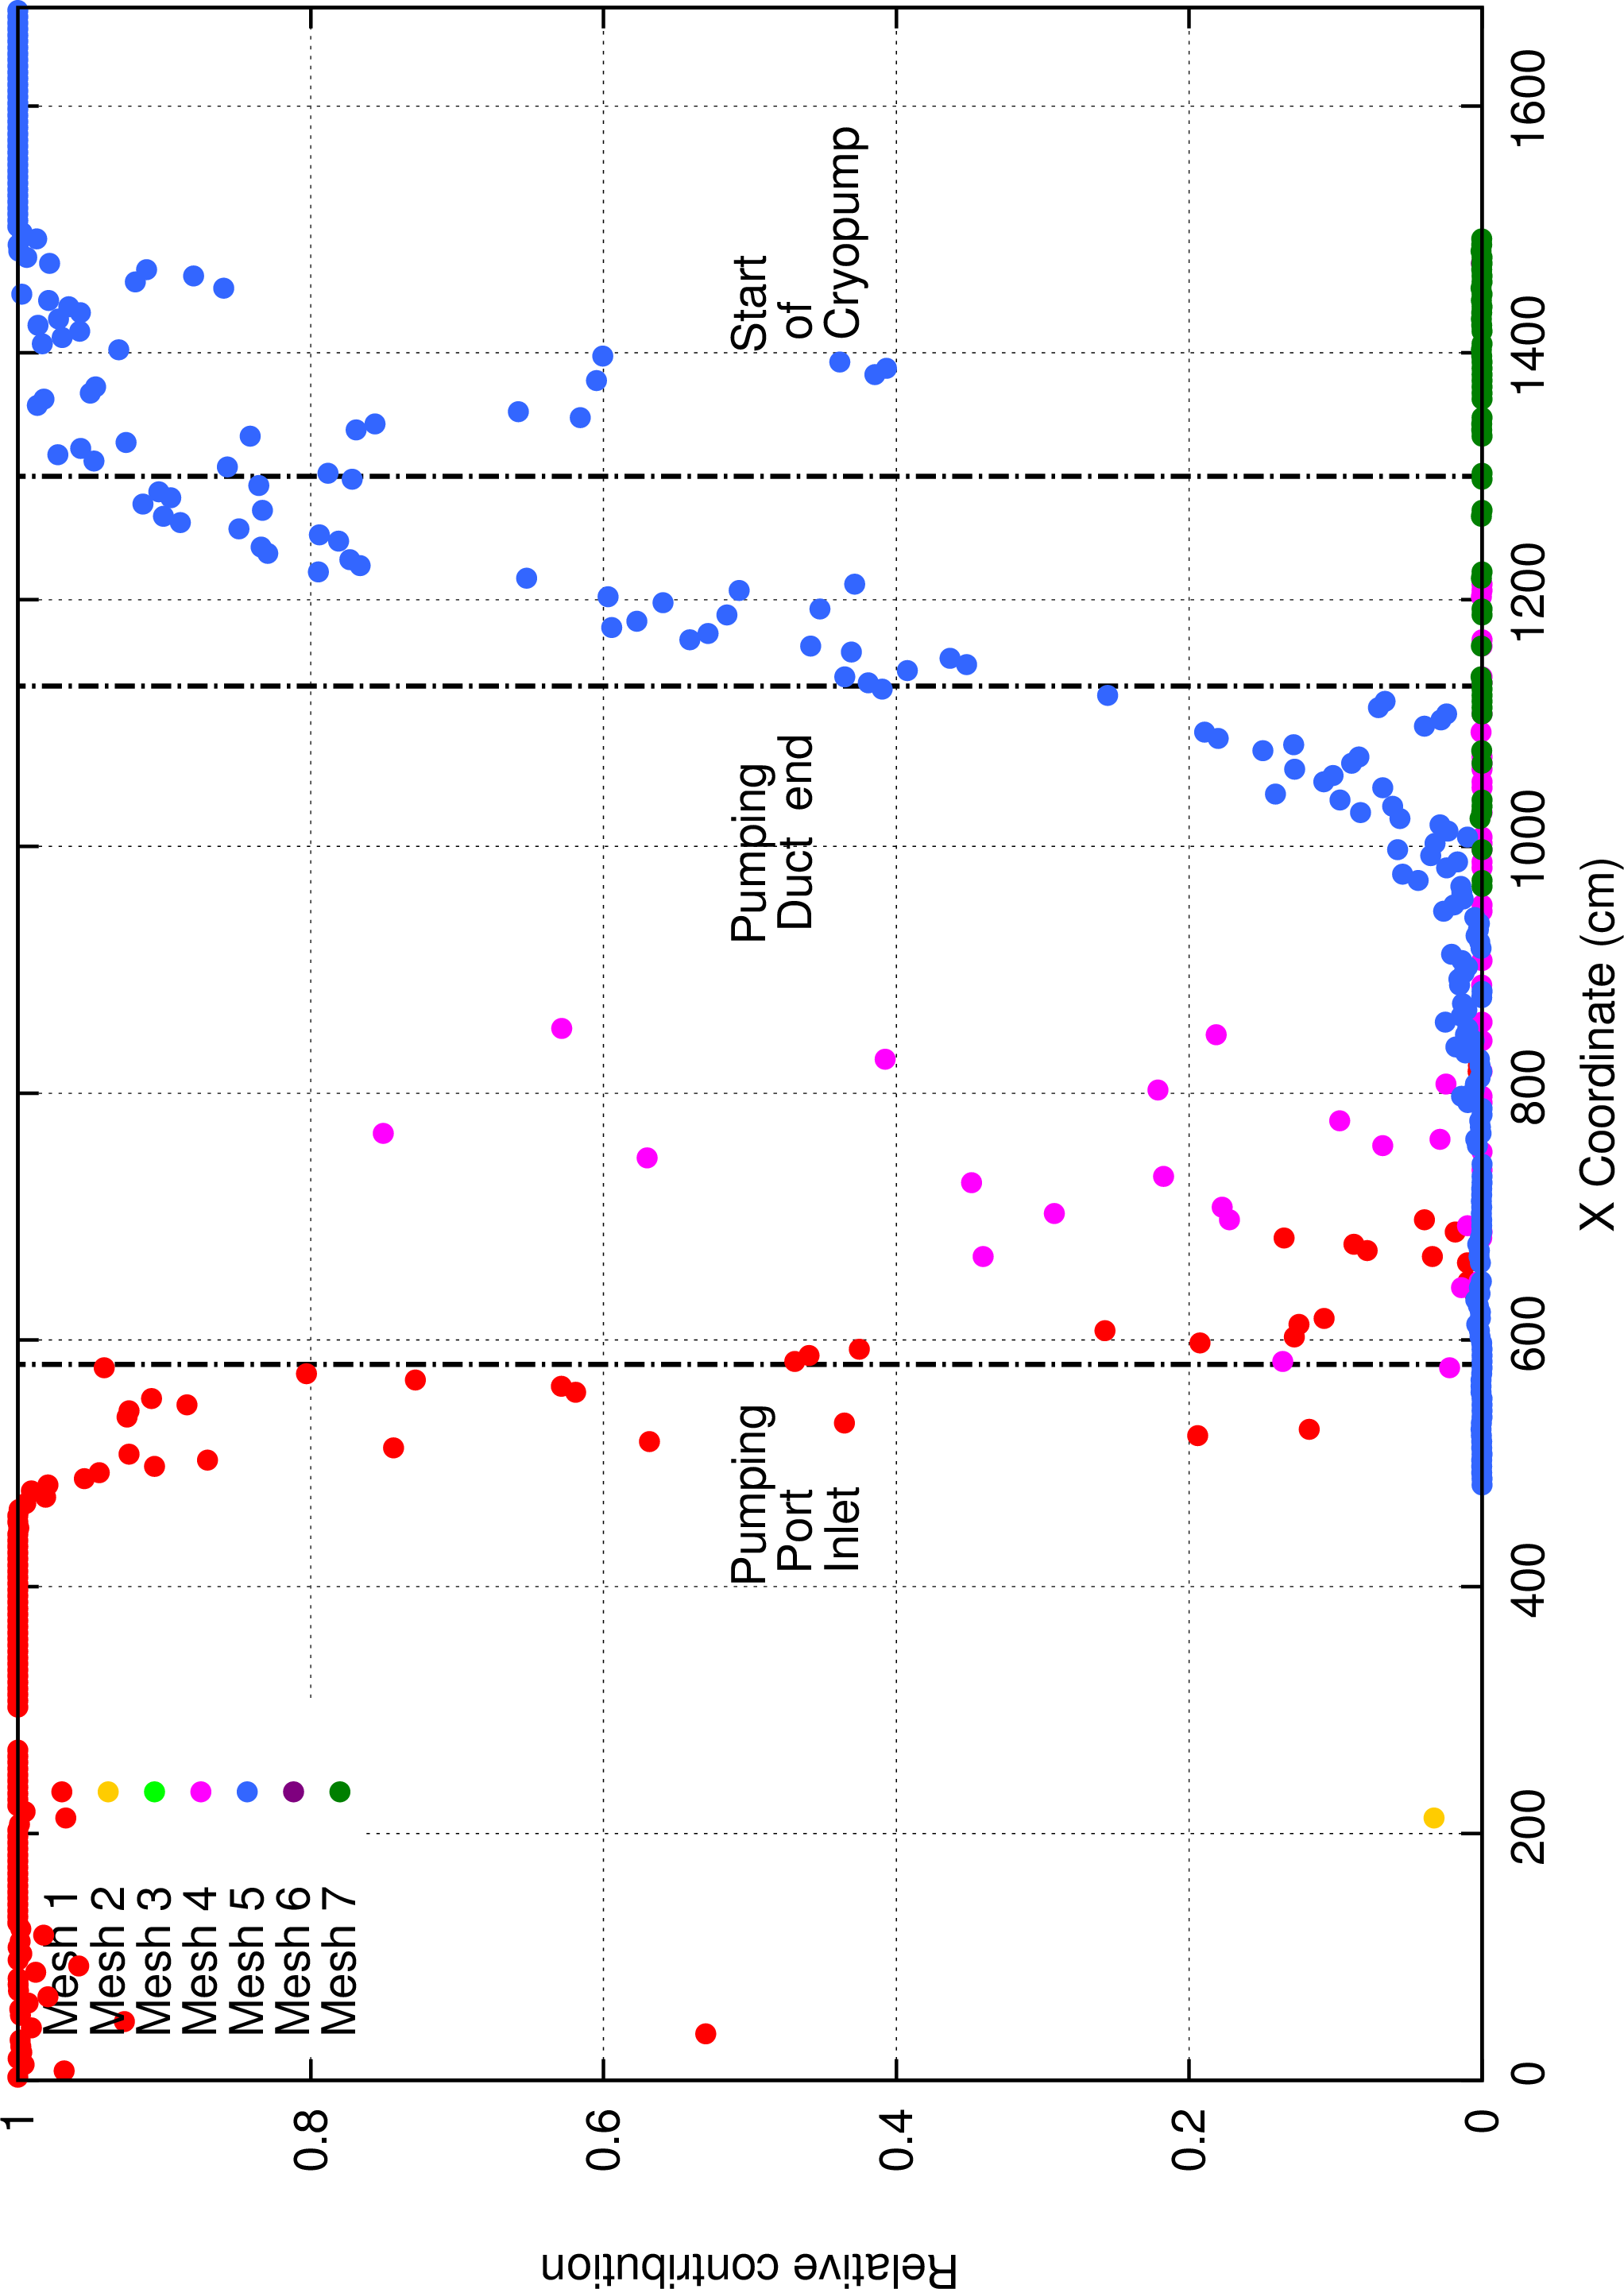 Relative contribution
1
0.8
0.6
0.4
0.2
0
0
200
400
600
800
1000
1200
1400
1600
X Coordinate (cm)
Mesh 1
Mesh 2
Mesh 3
Mesh 4
Mesh 5
Mesh 6
Mesh 7
Pumping
Port
Inlet
Pumping
Duct end
Start
of
Cryopump